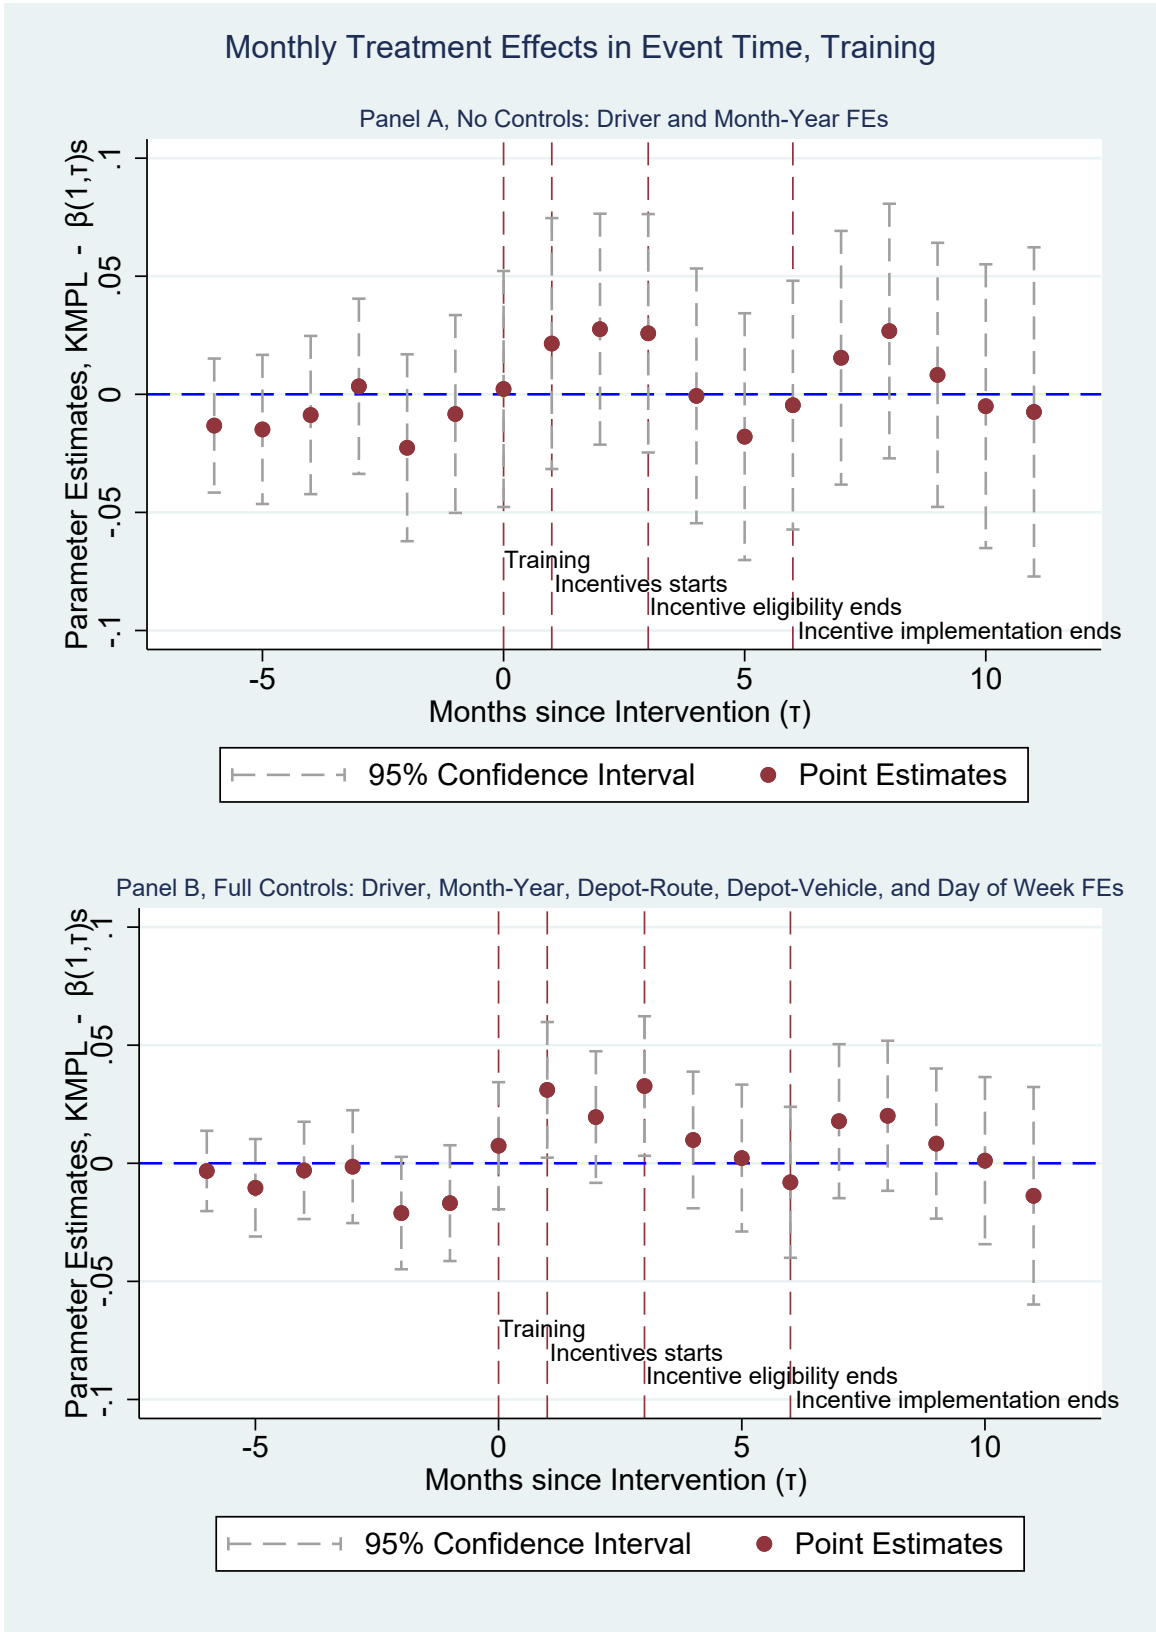 Monthly Treatment Effects in Event Time, Training
Panel A, No Controls: Driver and Month-Year FEs
Parameter Estimates, KMPL - β(1,τ)s
.1
.05
0
-.05
-.1
Training
Incentives starts
Incentive eligibility ends
Incentive implementation ends
-5 0 5 10
Months since Intervention (τ)
95% Confidence Interval Point Estimates
Panel B, Full Controls: Driver, Month-Year, Depot-Route, Depot-Vehicle, and Day of Week FEs
Parameter Estimates, KMPL - β(1,τ)s
.1
.05
0
-.05
-.1
Training
Incentives starts
Incentive eligibility ends
Incentive implementation ends
-5 0 5 10
Months since Intervention (τ)
95% Confidence Interval Point Estimates